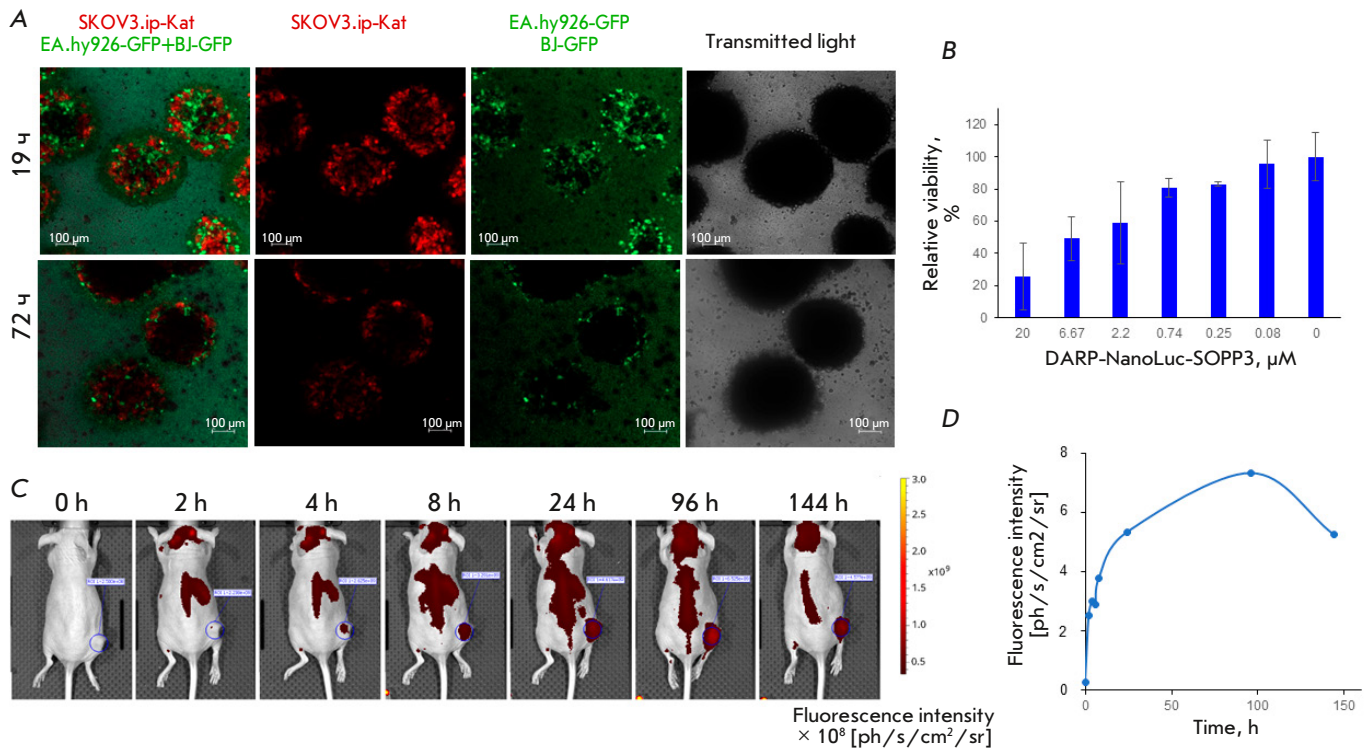 A
SKOV3.ip-Kat
EA.hy926-GFP+BJ-GFP
SKOV3.ip-Kat
EA.hy926-GFP
BJ-GFP
Transmitted light
19 ч
100 µm
100 µm
100 µm
100 µm
72 ч
100 µm
100 µm
100 µm
100 µm
B
Relative viability,
%
120
100
80
60
40
20
0
20 6.67 2.2 0.74 0.25 0.08 0
DARP-NanoLuc-SOPP3, µM
C
0 h 2 h 4 h 8 h 24 h 96 h 144 h
3.0
2.5
2.0
x10⁹
1.5
1.0
0.5
Fluorescence intensity
× 10⁸ [ph/s/cm²/sr]
D
Fluorescence intensity
[ph/s/cm2/sr]
8
6
4
2
0
0 50 100 150
Time, h